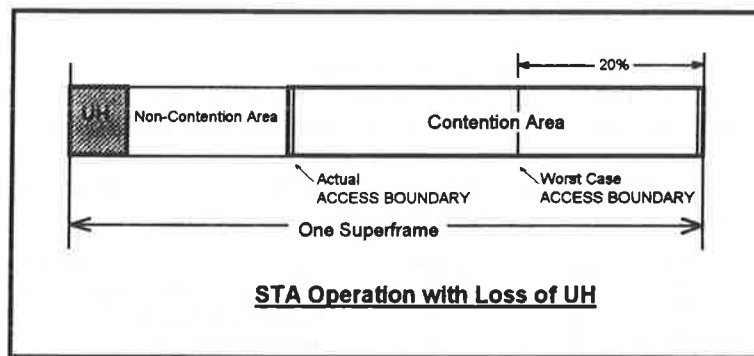 20%
UH
Non-Contention Area
Contention Area
Actual
ACCESS BOUNDARY
Worst Case
ACCESS BOUNDARY
One Superframe
STA Operation with Loss of UH